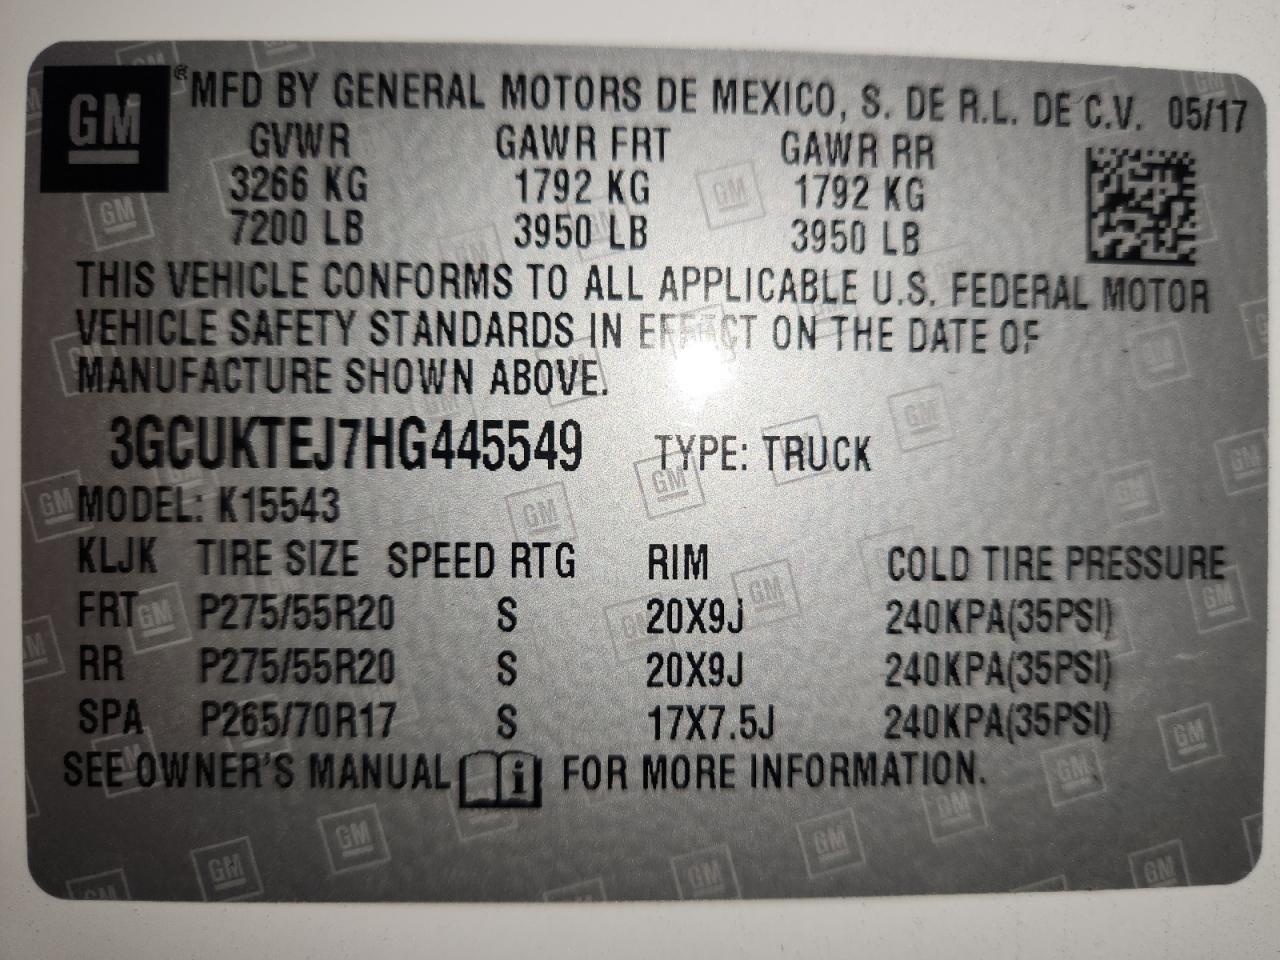 GM ® MFD BY GENERAL MOTORS DE MEXICO, S. DE R.L. DE C.V. 05/17
GVWR GAWR FRT GAWR RR
3266 KG 1792 KG 1792 KG
7200 LB 3950 LB 3950 LB
THIS VEHICLE CONFORMS TO ALL APPLICABLE U.S. FEDERAL MOTOR
VEHICLE SAFETY STANDARDS IN EFFECT ON THE DATE OF
MANUFACTURE SHOWN ABOVE.
3GCUKTEJ7HG445549 TYPE: TRUCK
MODEL: K15543
KLJK TIRE SIZE SPEED RTG RIM COLD TIRE PRESSURE
FRT P275/55R20 S 20X9J 240KPA(35PSI)
RR P275/55R20 S 20X9J 240KPA(35PSI)
SPA P265/70R17 S 17X7.5J 240KPA(35PSI)
SEE OWNER'S MANUAL i FOR MORE INFORMATION.